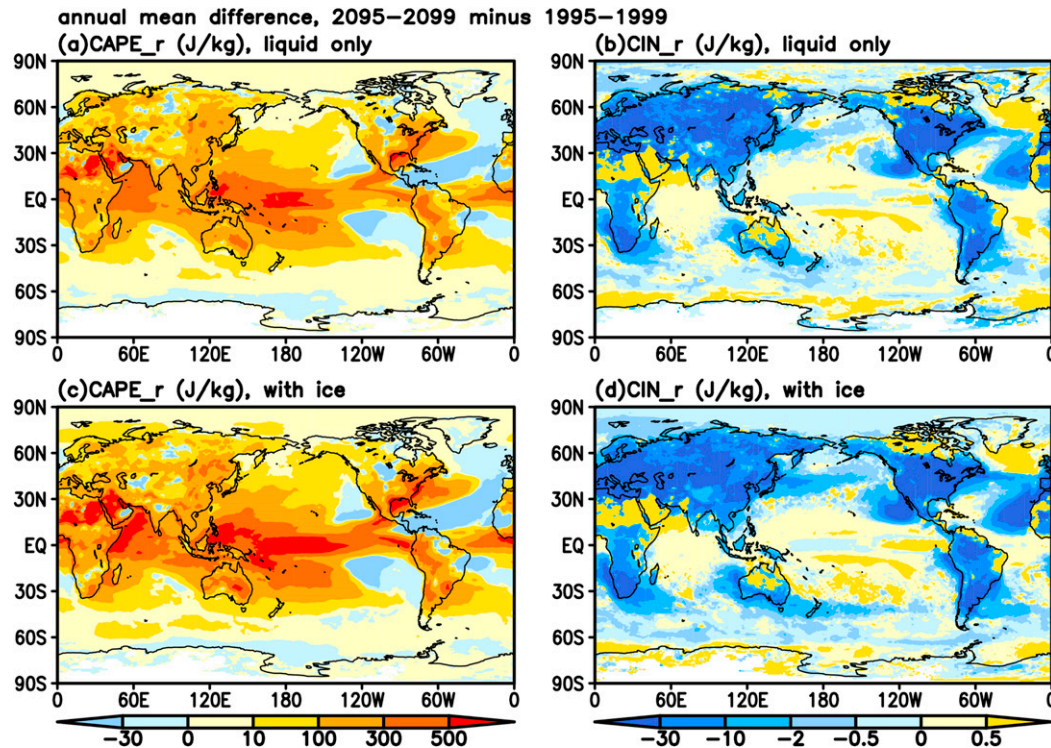 annual mean difference, 2095−2099 minus 1995−1999
(a)CAPE_r (J/kg), liquid only
(b)CIN_r (J/kg), liquid only
90N
60N
30N
EQ
30S
60S
90S
0 60E 120E 180 120W 60W 0
90N
60N
30N
EQ
30S
60S
90S
0 60E 120E 180 120W 60W 0
(c)CAPE_r (J/kg), with ice
(d)CIN_r (J/kg), with ice
90N
60N
30N
EQ
30S
60S
90S
0 60E 120E 180 120W 60W 0
90N
60N
30N
EQ
30S
60S
90S
0 60E 120E 180 120W 60W 0
−30 0 10 100 300 500
−30 −10 −2 −0.5 0 0.5